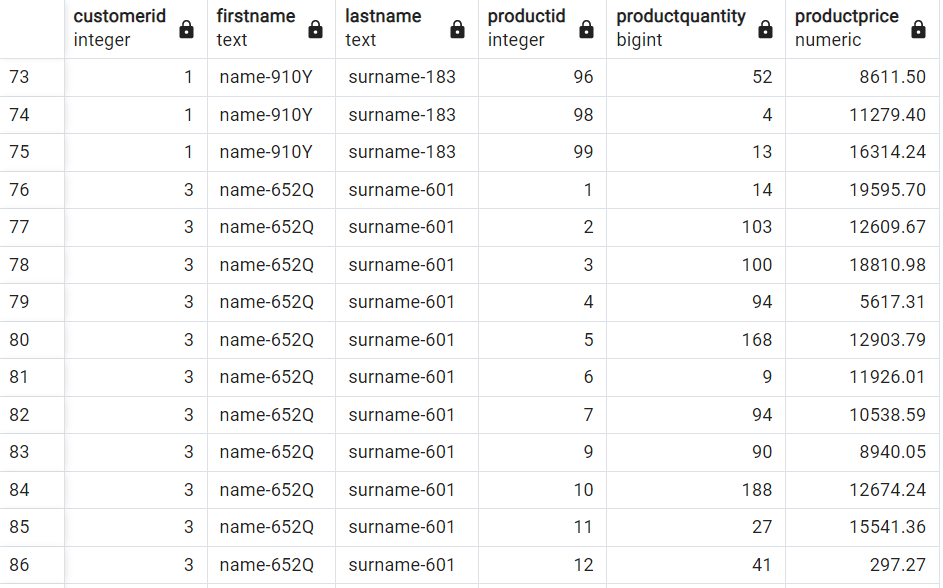 customerid firstname lastname productid productquantity productprice
integer text text integer bigint numeric
73 1 name-910Y surname-183 96 52 8611.50
74 1 name-910Y surname-183 98 4 11279.40
75 1 name-910Y surname-183 99 13 16314.24
76 3 name-652Q surname-601 1 14 19595.70
77 3 name-652Q surname-601 2 103 12609.67
78 3 name-652Q surname-601 3 100 18810.98
79 3 name-652Q surname-601 4 94 5617.31
80 3 name-652Q surname-601 5 168 12903.79
81 3 name-652Q surname-601 6 9 11926.01
82 3 name-652Q surname-601 7 94 10538.59
83 3 name-652Q surname-601 9 90 8940.05
84 3 name-652Q surname-601 10 188 12674.24
85 3 name-652Q surname-601 11 27 15541.36
86 3 name-652Q surname-601 12 41 297.27